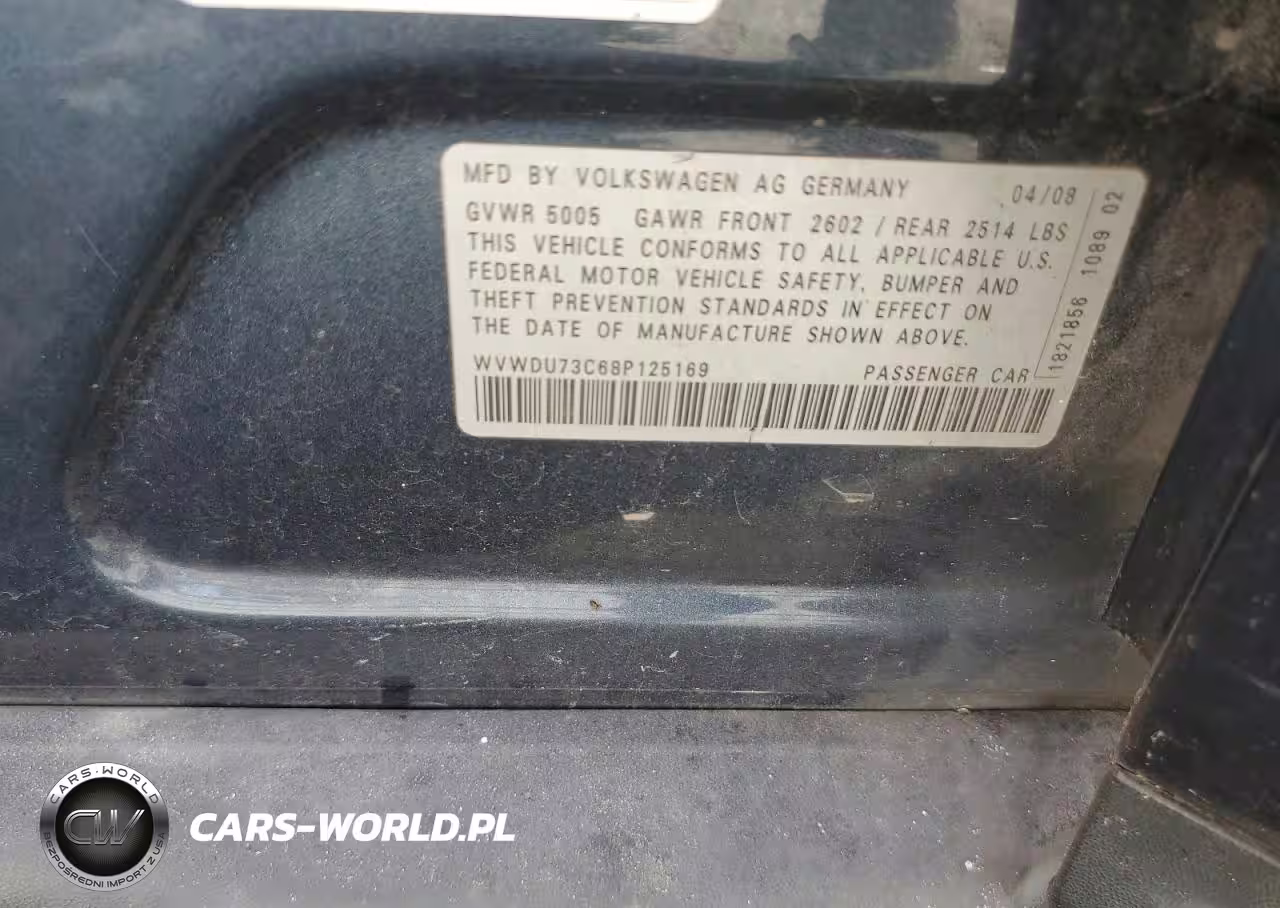 MFD BY VOLKSWAGEN AG GERMANY 04/08
GVWR 5005 GAWR FRONT 2602 / REAR 2514 LBS
THIS VEHICLE CONFORMS TO ALL APPLICABLE U.S.
FEDERAL MOTOR VEHICLE SAFETY, BUMPER AND
THEFT PREVENTION STANDARDS IN EFFECT ON
THE DATE OF MANUFACTURE SHOWN ABOVE.
WVWDU73C68P125169 PASSENGER CAR
1821856 1089 02
CARS-WORLD
CW
BEZPOŚREDNI IMPORT Z USA
CARS-WORLD.PL